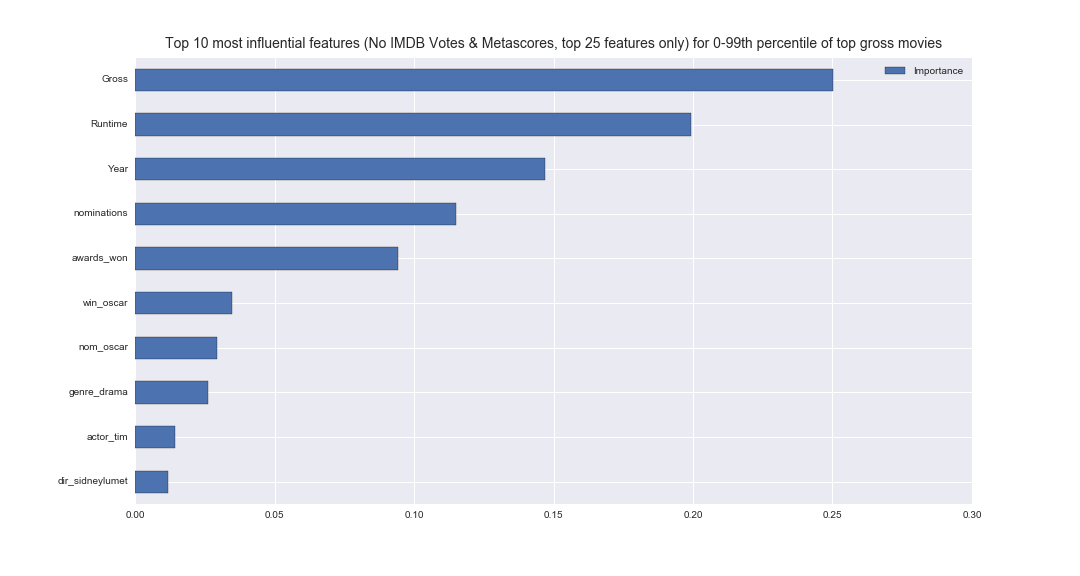 Top 10 most influential features (No IMDB Votes & Metascores, top 25 features only) for 0-99th percentile of top gross movies
Importance
Gross
Runtime
Year
nominations
awards_won
win_oscar
nom_oscar
genre_drama
actor_tim
dir_sidneylumet
0.00 0.05 0.10 0.15 0.20 0.25 0.30